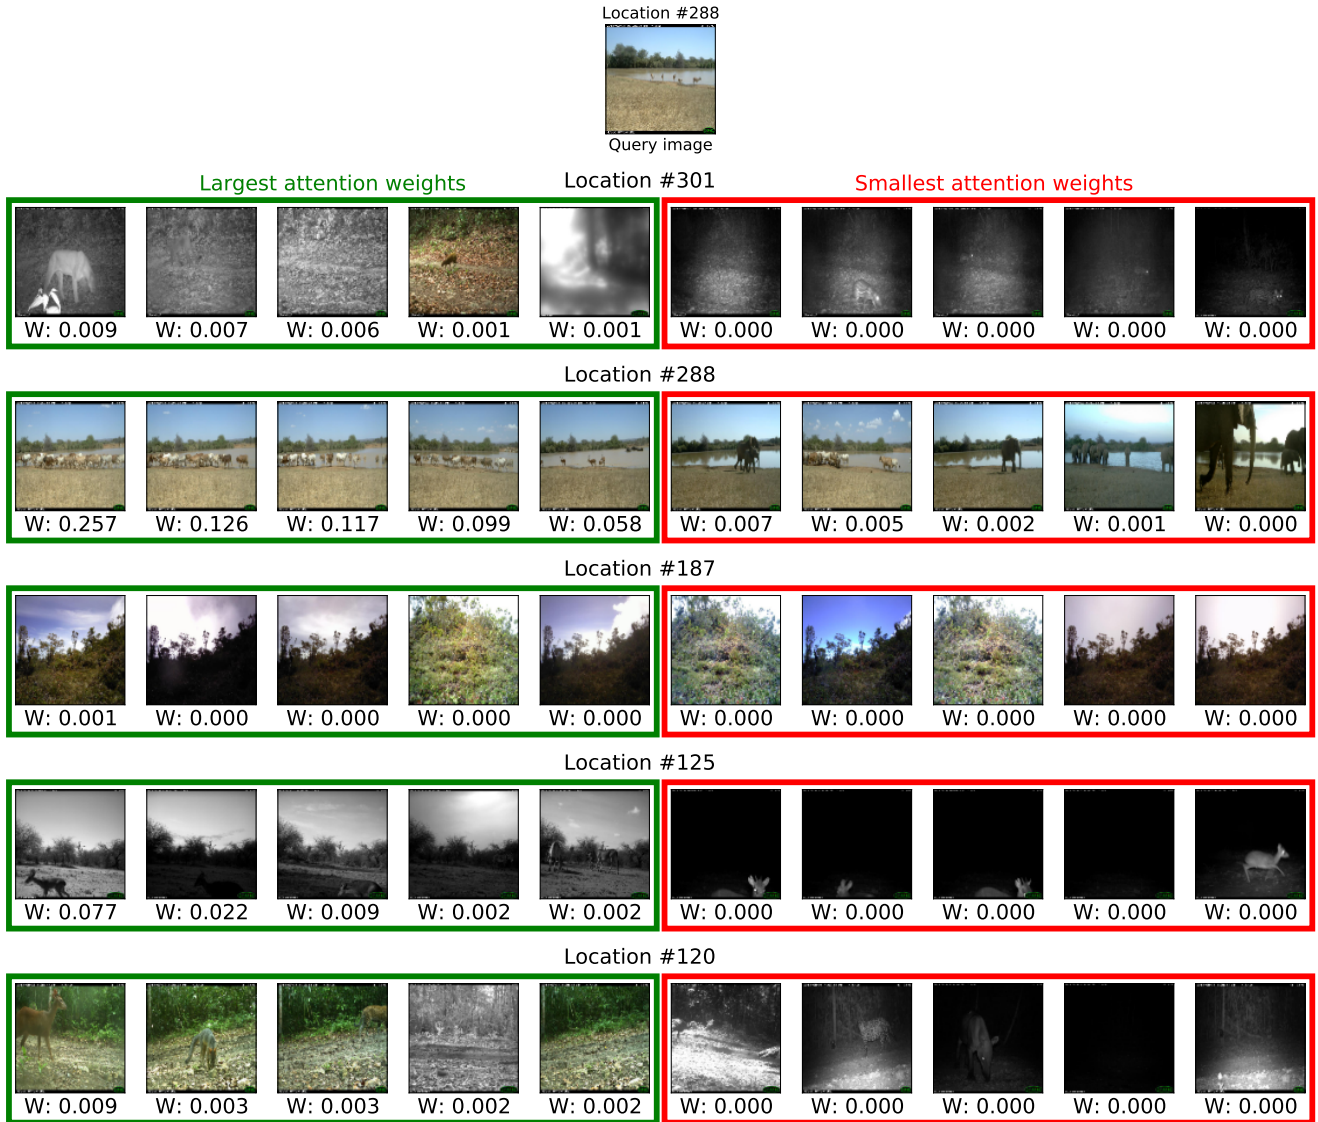 Location #288
Query image
Largest attention weights
Location #301
Smallest attention weights
W: 0.009 W: 0.007 W: 0.006 W: 0.001 W: 0.001 W: 0.000 W: 0.000 W: 0.000 W: 0.000 W: 0.000
Location #288
W: 0.257 W: 0.126 W: 0.117 W: 0.099 W: 0.058 W: 0.007 W: 0.005 W: 0.002 W: 0.001 W: 0.000
Location #187
W: 0.001 W: 0.000 W: 0.000 W: 0.000 W: 0.000 W: 0.000 W: 0.000 W: 0.000 W: 0.000 W: 0.000
Location #125
W: 0.077 W: 0.022 W: 0.009 W: 0.002 W: 0.002 W: 0.000 W: 0.000 W: 0.000 W: 0.000 W: 0.000
Location #120
W: 0.009 W: 0.003 W: 0.003 W: 0.002 W: 0.002 W: 0.000 W: 0.000 W: 0.000 W: 0.000 W: 0.000